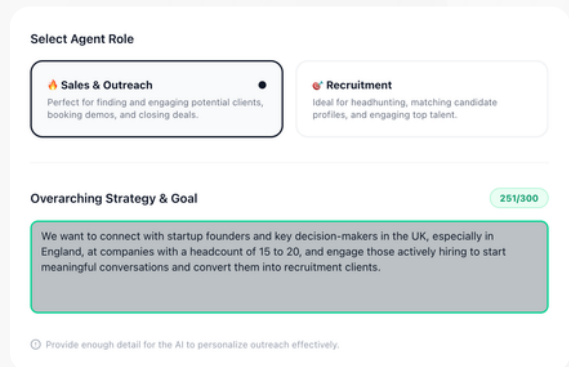 Select Agent Role
🔥 Sales & Outreach
Perfect for finding and engaging potential clients,
booking demos, and closing deals.
🎯 Recruitment
Ideal for headhunting, matching candidate
profiles, and engaging top talent.
Overarching Strategy & Goal
251/300
We want to connect with startup founders and key decision-makers in the UK, especially in
England, at companies with a headcount of 15 to 20, and engage those actively hiring to start
meaningful conversations and convert them into recruitment clients.
Provide enough detail for the AI to personalize outreach effectively.